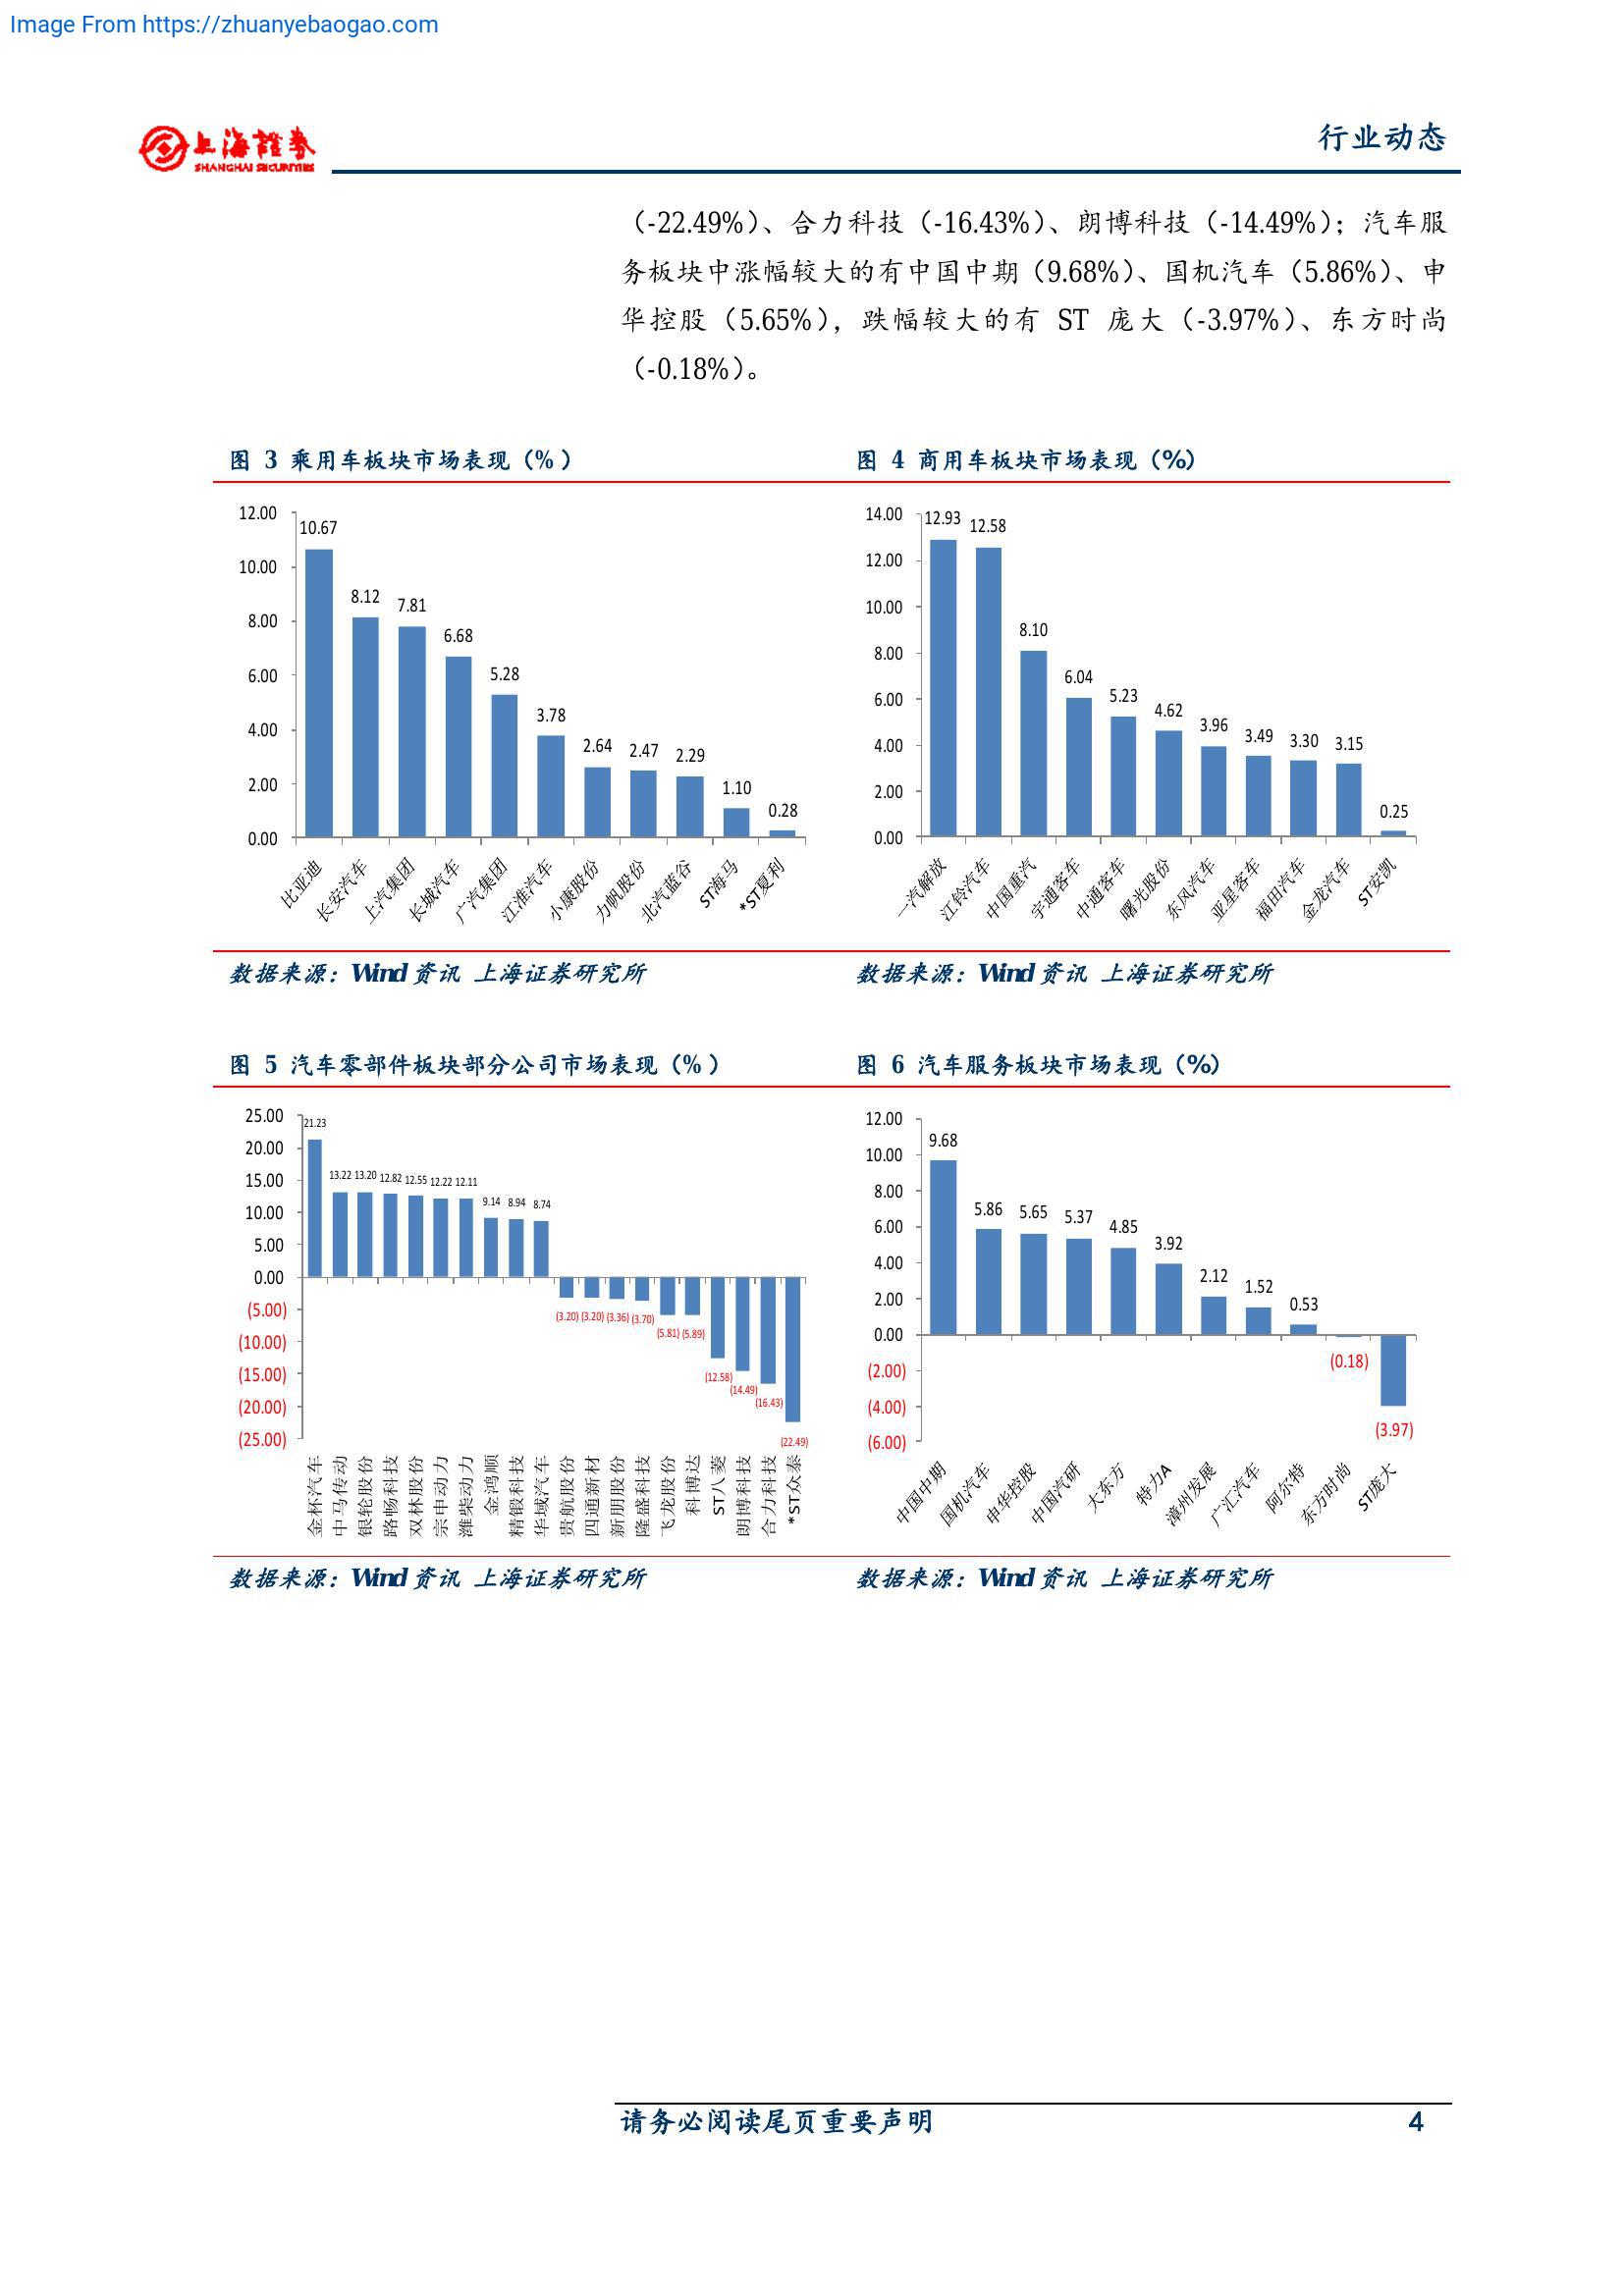 Image From https://zhuanyebaogao.com
上海證券
SHANGHAI SECURITIES
行业动态
（-22.49%）、合力科技（-16.43%）、朗博科技（-14.49%）；汽车服
务板块中涨幅较大的有中国中期（9.68%）、国机汽车（5.86%）、申
华控股（5.65%），跌幅较大的有 ST 庞大（-3.97%）、东方时尚
（-0.18%）。
图 3 乘用车板块市场表现（%）
12.00
10.00
8.00
6.00
4.00
2.00
0.00
10.67
8.12
7.81
6.68
5.28
3.78
2.64
2.47
2.29
1.10
0.28
比亚迪
长安汽车
上汽集团
长城汽车
广汽集团
江淮汽车
小康股份
力帆股份
北汽蓝谷
ST海马
*ST夏利
数据来源：Wind 资讯 上海证券研究所
图 4 商用车板块市场表现（%）
14.00
12.00
10.00
8.00
6.00
4.00
2.00
0.00
12.93
12.58
8.10
6.04
5.23
4.62
3.96
3.49
3.30
3.15
0.25
一汽解放
江铃汽车
中国重汽
宇通客车
中通客车
曙光股份
东风汽车
亚星客车
福田汽车
金龙汽车
ST安凯
数据来源：Wind 资讯 上海证券研究所
图 5 汽车零部件板块部分公司市场表现（%）
25.00
20.00
15.00
10.00
5.00
0.00
(5.00)
(10.00)
(15.00)
(20.00)
(25.00)
21.23
13.22
13.20
12.82
12.55
12.22
12.11
9.14
8.94
8.74
(3.20)
(3.20)
(3.36)
(3.70)
(5.81)
(5.89)
(12.58)
(14.49)
(16.43)
(22.49)
金杯汽车
中马传动
银轮股份
路畅科技
双林股份
宗申动力
潍柴动力
金鸿顺
精锻科技
华域汽车
贵航股份
四通新材
新朋股份
隆盛科技
飞龙股份
科博达
ST八菱
朗博科技
合力科技
*ST众泰
数据来源：Wind 资讯 上海证券研究所
图 6 汽车服务板块市场表现（%）
12.00
10.00
8.00
6.00
4.00
2.00
0.00
(2.00)
(4.00)
(6.00)
9.68
5.86
5.65
5.37
4.85
3.92
2.12
1.52
0.53
(0.18)
(3.97)
中国中期
国机汽车
申华控股
中国汽研
大东方
特力A
漳州发展
广汇汽车
阿尔特
东方时尚
ST庞大
数据来源：Wind 资讯 上海证券研究所
请务必阅读尾页重要声明
4